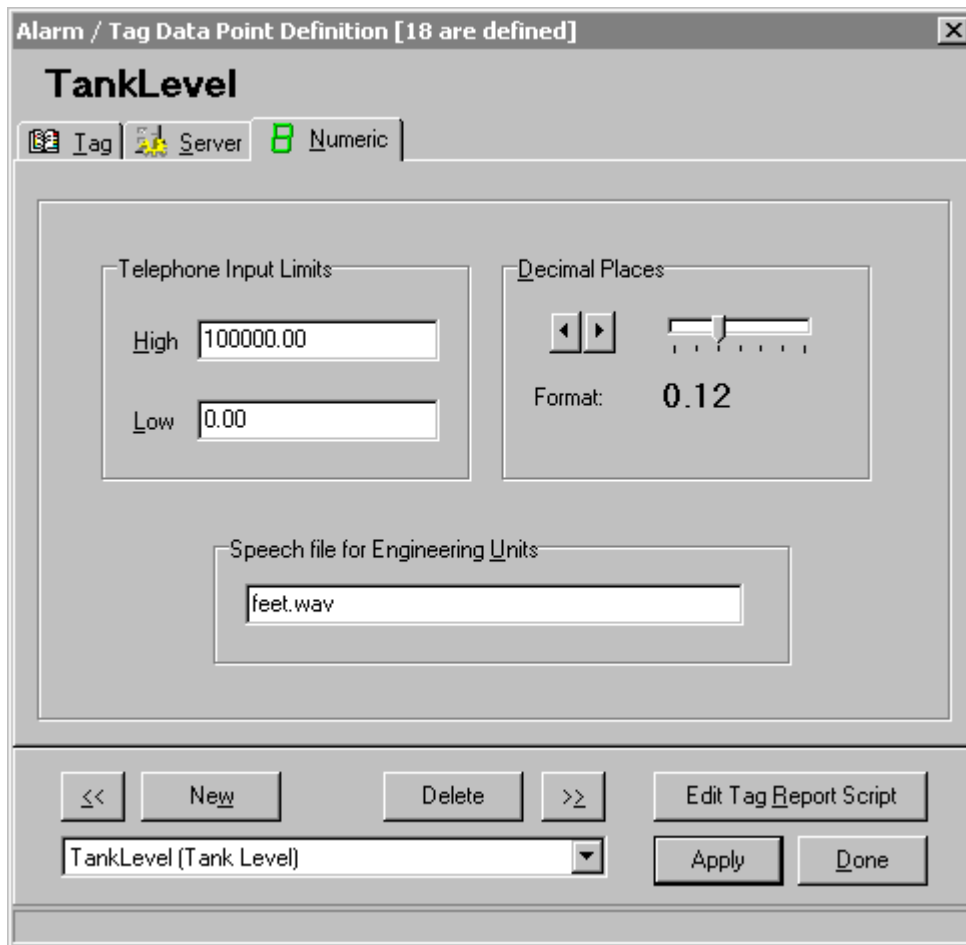 Alarm / Tag Data Point Definition [18 are defined]
TankLevel
Tag Server Numeric
Telephone Input Limits
High 100000.00
Low 0.00
Decimal Places
Format: 0.12
Speech file for Engineering Units
feet.wav
<< New Delete >> Edit Tag Report Script
TankLevel (Tank Level) Apply Done